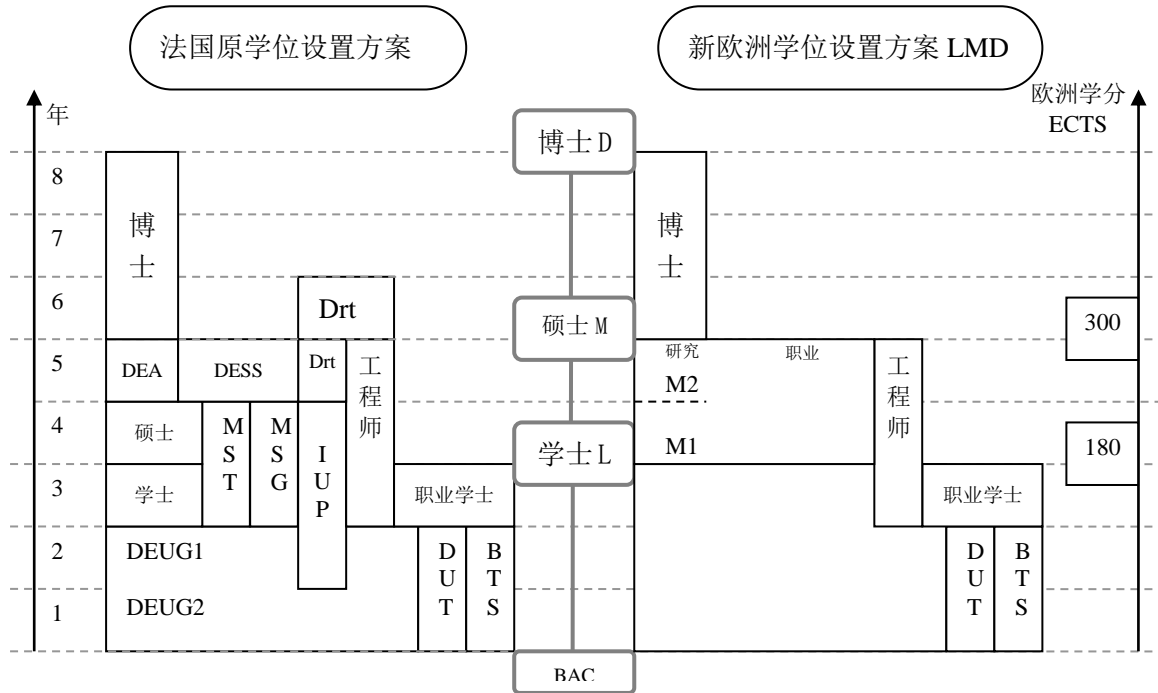 法国原学位设置方案
新欧洲学位设置方案 LMD
年
欧洲学分
ECTS
博士 D
8
7
博
士
博
士
6
Drt
硕士 M
300
5
DEA
DESS
Drt
工
程
师
研究
职业
M2
工
程
师
4
硕士
M
S
T
M
S
G
I
U
P
学士 L
M1
180
3
学士
职业学士
职业学士
2
DEUG1
D
U
T
B
T
S
D
U
T
B
T
S
1
DEUG2
BAC